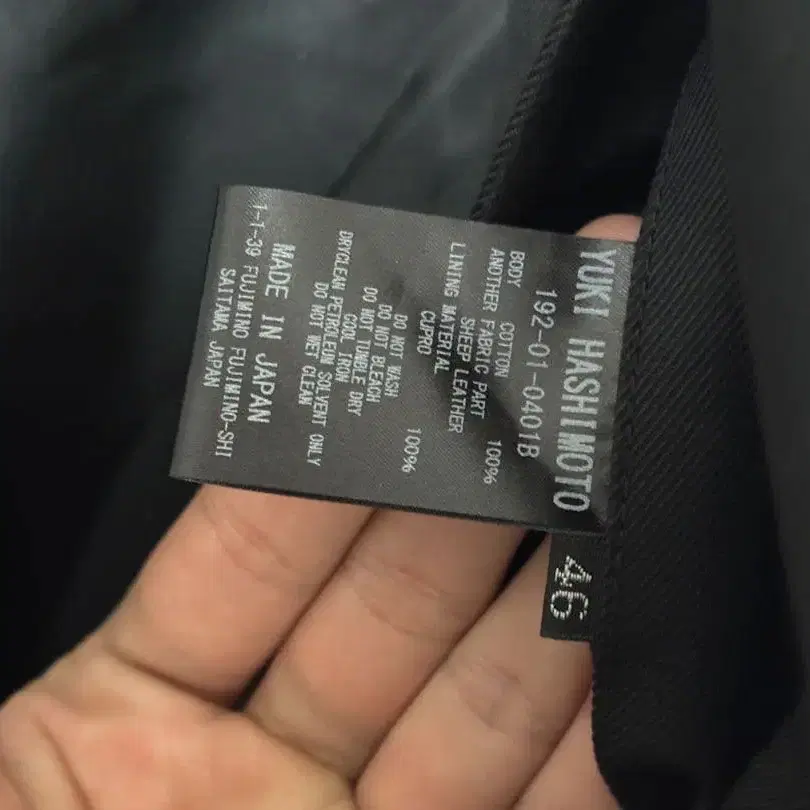 YUKI HASHIMOTO
192-01-0401B
BODY COTTON 100%
ANOTHER FABRIC PART
SHEEP LEATHER
LINING MATERIAL
CUPRO 100%
DO NOT WASH
DO NOT BLEACH
DO NOT TUMBLE DRY
COOL IRON
DRYCLEAN PETROLEUM SOLVENT ONLY
DO NOT WET CLEAN
MADE IN JAPAN
1-1-39 FUJIMINO FUJIMINO-SHI
SAITAMA JAPAN
46